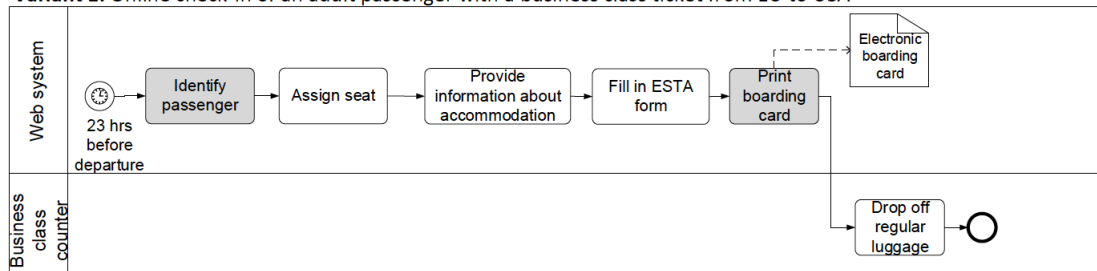 Variant 2: Online check-in of an adult passenger with a business class ticket from EU to USA
Web system
23 hrs
before
departure
Identify
passenger
Assign seat
Provide
information about
accommodation
Fill in ESTA
form
Print
boarding
card
Electronic
boarding
card
Business
class
counter
Drop off
regular
luggage